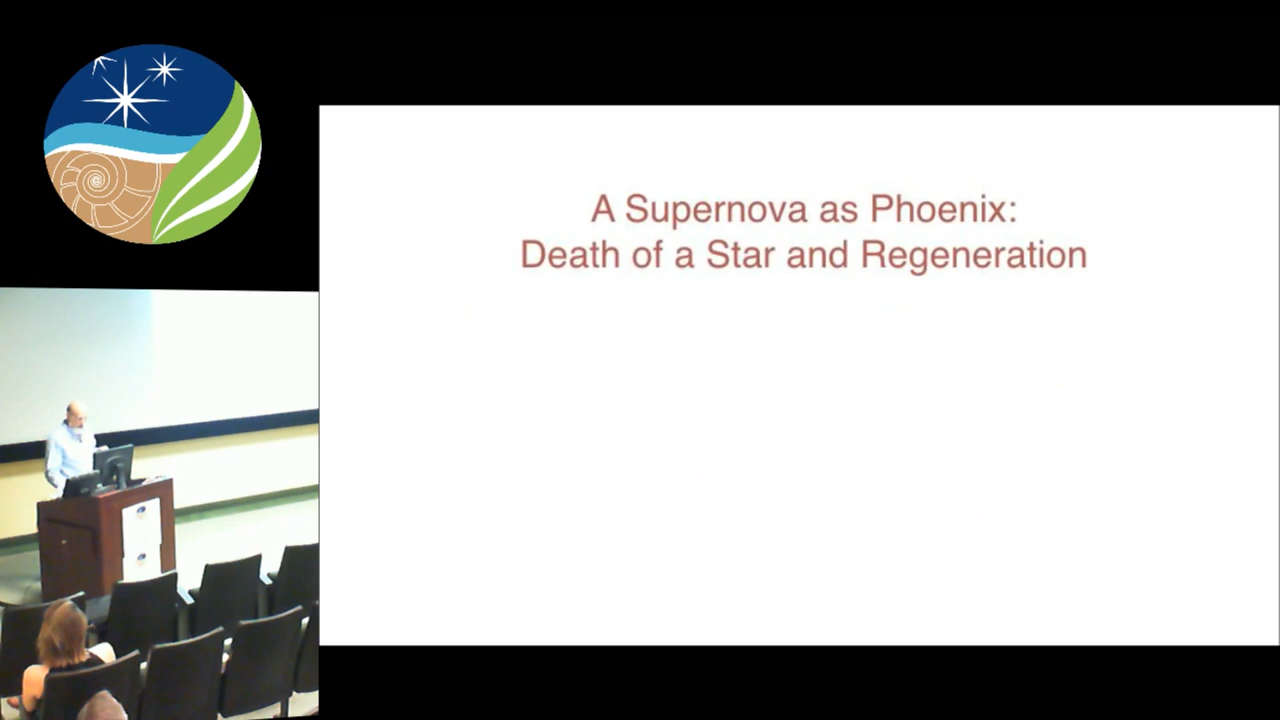 A Supernova as Phoenix:
Death of a Star and Regeneration